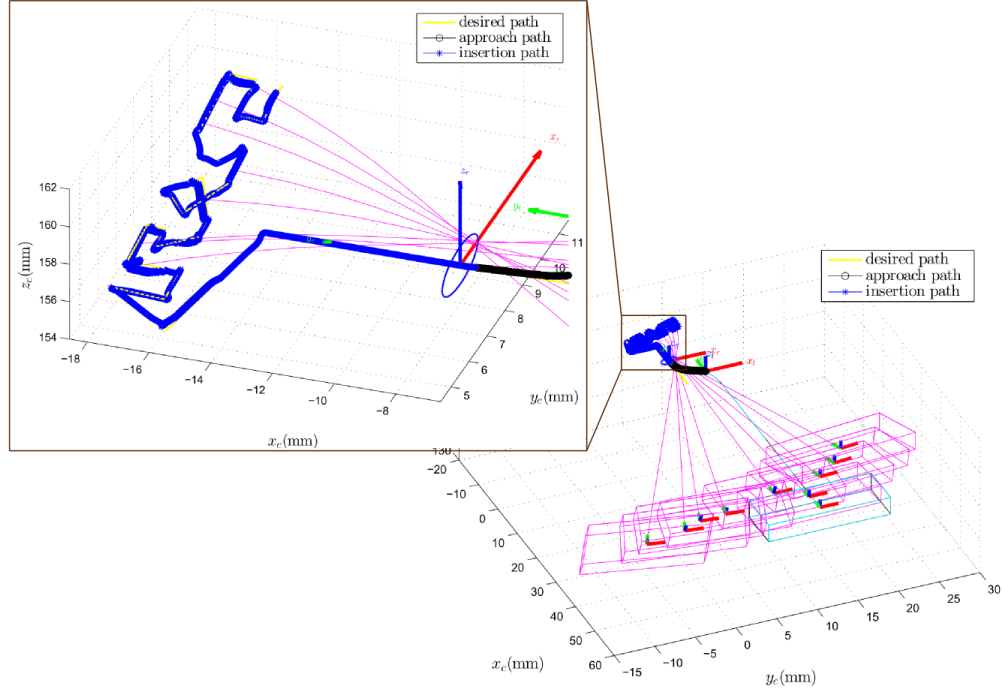 desired path
approach path
insertion path
x_r
z_r
y_r
162
160
158
156
154
z_c(mm)
−18
−16
−14
−12
−10
−8
x_c(mm)
11
10
9
8
7
6
5
y_c(mm)
desired path
approach path
insertion path
x_r
x_t
130
−20
−10
0
10
20
30
40
50
60
x_c(mm)
−15
−10
−5
0
5
10
15
20
25
30
y_c(mm)